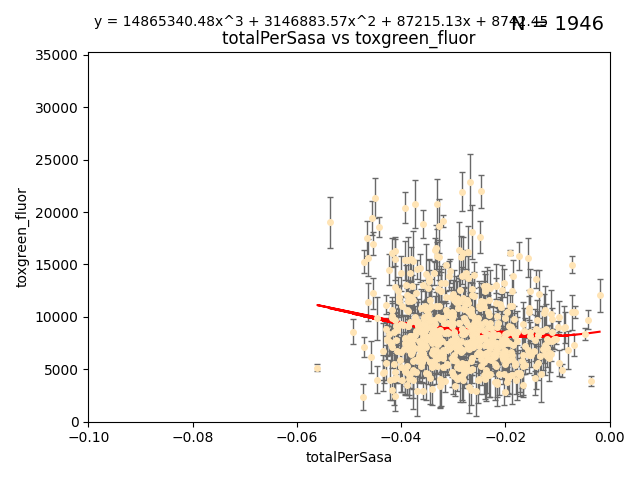 y = 14865340.48x^3 + 3146883.57x^2 + 87215.13x + 8742.45
N = 1946
totalPerSasa vs toxgreen_fluor
35000
30000
25000
20000
15000
10000
5000
0
toxgreen_fluor
−0.10 −0.08 −0.06 −0.04 −0.02 0.00
totalPerSasa